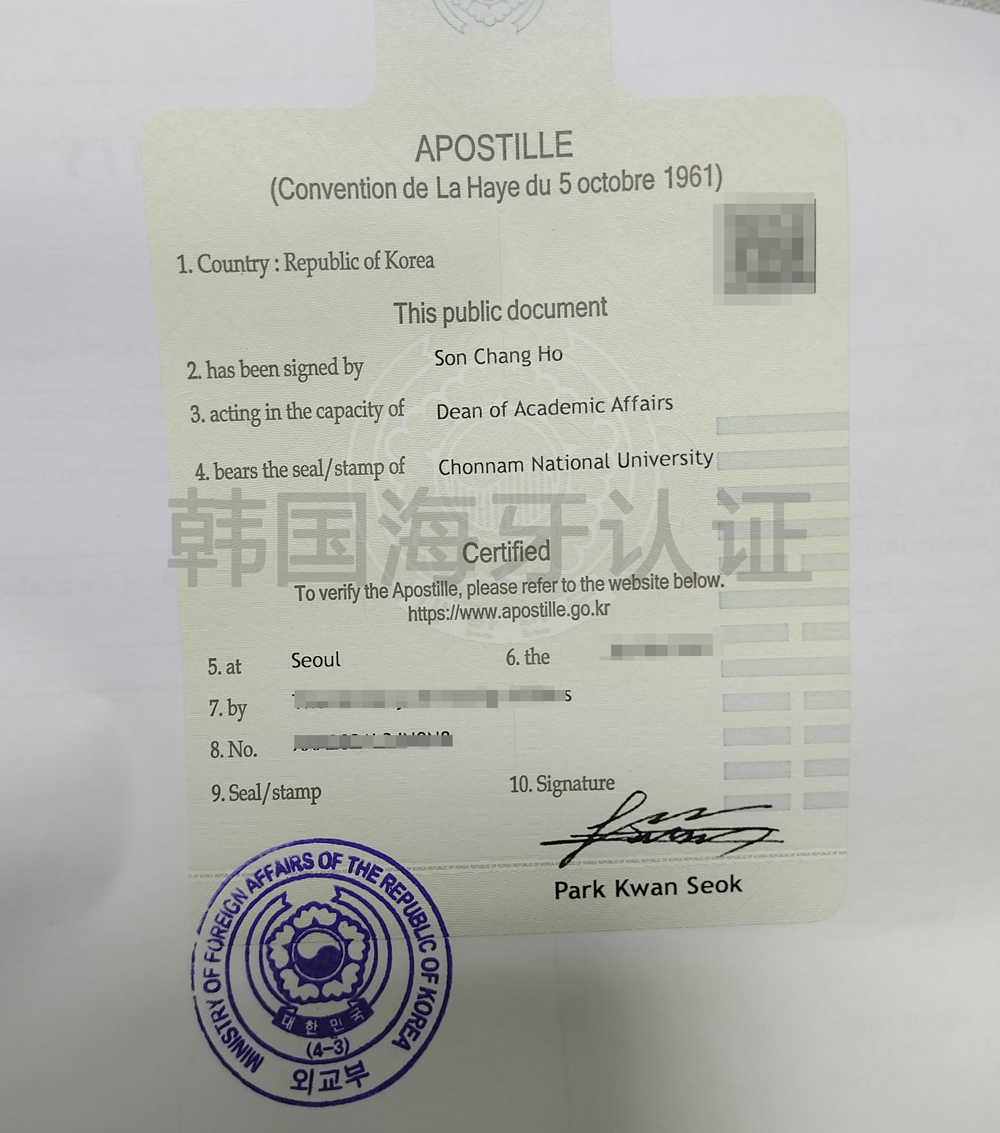 APOSTILLE
(Convention de La Haye du 5 octobre 1961)
1. Country : Republic of Korea
This public document
2. has been signed by Son Chang Ho
3. acting in the capacity of Dean of Academic Affairs
4. bears the seal/stamp of Chonnam National University
韩国海牙认证
Certified
To verify the Apostille, please refer to the website below.
https://www.apostille.go.kr
5. at Seoul 6. the
7. by
8. No.
9. Seal/stamp 10. Signature
Park Kwan Seok
MINISTRY OF FOREIGN AFFAIRS OF THE REPUBLIC OF KOREA
대한민국
(4-3)
외교부